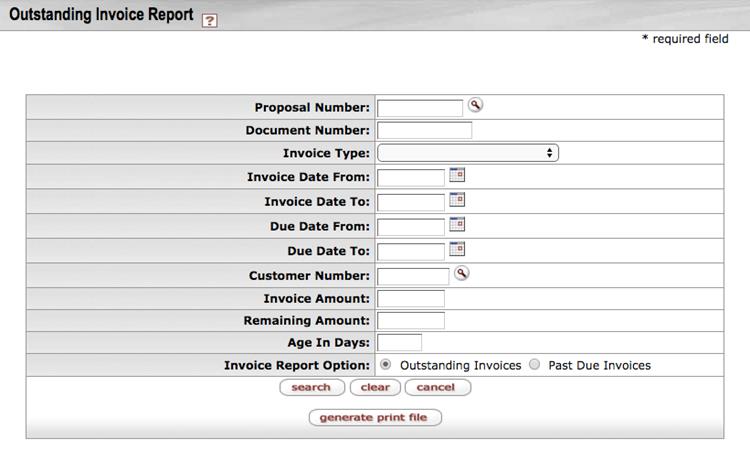 Outstanding Invoice Report ?
* required field
Proposal Number:
Document Number:
Invoice Type:
Invoice Date From:
Invoice Date To:
Due Date From:
Due Date To:
Customer Number:
Invoice Amount:
Remaining Amount:
Age In Days:
Invoice Report Option: Outstanding Invoices Past Due Invoices
search clear cancel
generate print file